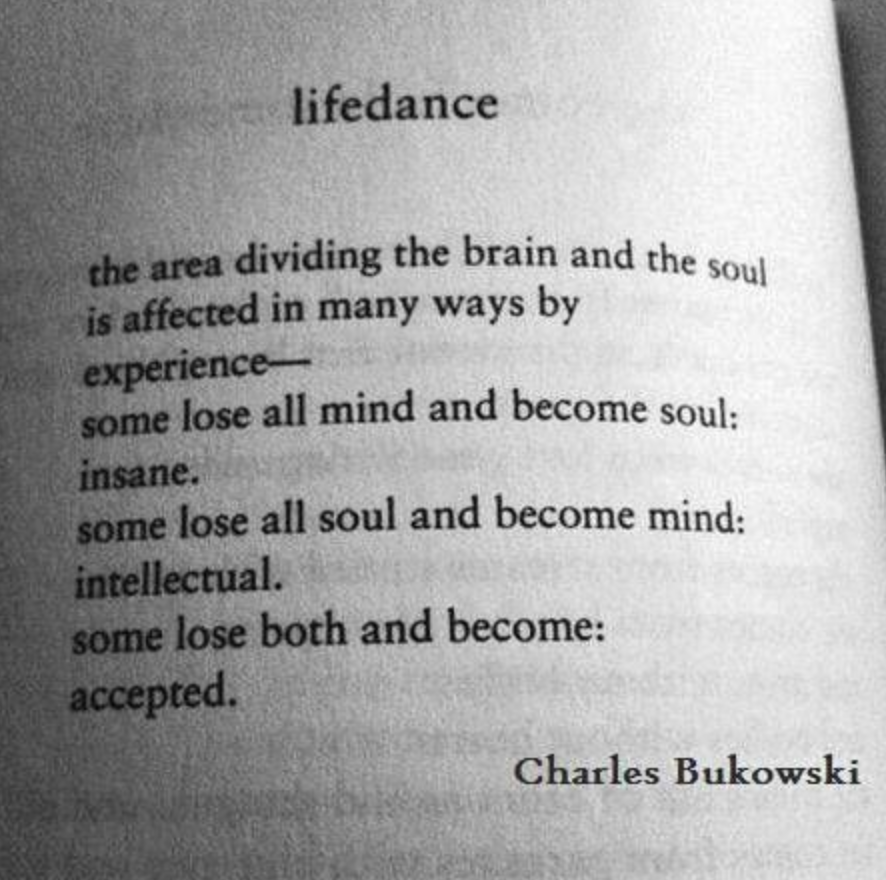 lifedance
the area dividing the brain and the soul
is affected in many ways by
experience—
some lose all mind and become soul:
insane.
some lose all soul and become mind:
intellectual.
some lose both and become:
accepted.
Charles Bukowski